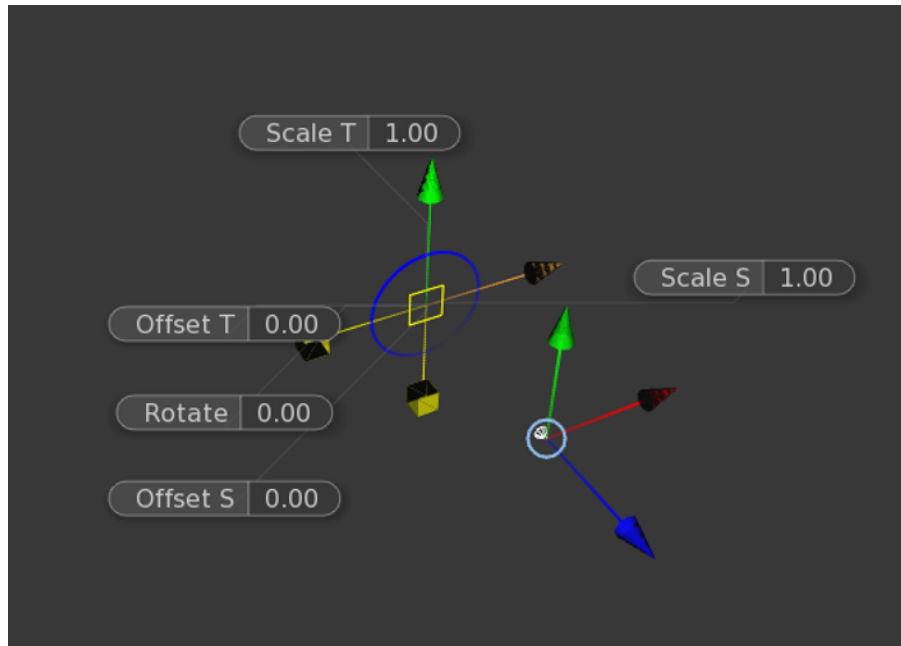 Scale T 1.00
Scale S 1.00
Offset T 0.00
Rotate 0.00
Offset S 0.00